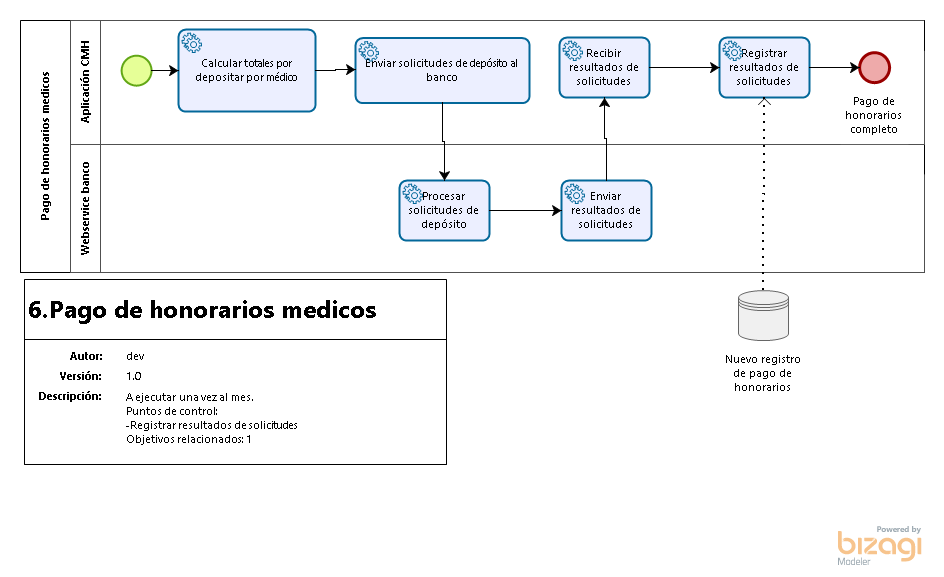 Pago de honorarios medicos
Aplicación CMH
Calcular totales por
depositar por médico
Enviar solicitudes de depósito al
banco
Recibir
resultados de
solicitudes
Registrar
resultados de
solicitudes
Pago de
honorarios
completo
Webservice banco
Procesar
solicitudes de
depósito
Enviar
resultados de
solicitudes
Nuevo registro
de pago de
honorarios
6.Pago de honorarios medicos
Autor: dev
Versión: 1.0
Descripción: A ejecutar una vez al mes.
Puntos de control:
-Registrar resultados de solicitudes
Objetivos relacionados: 1
Powered by
bizagi
Modeler